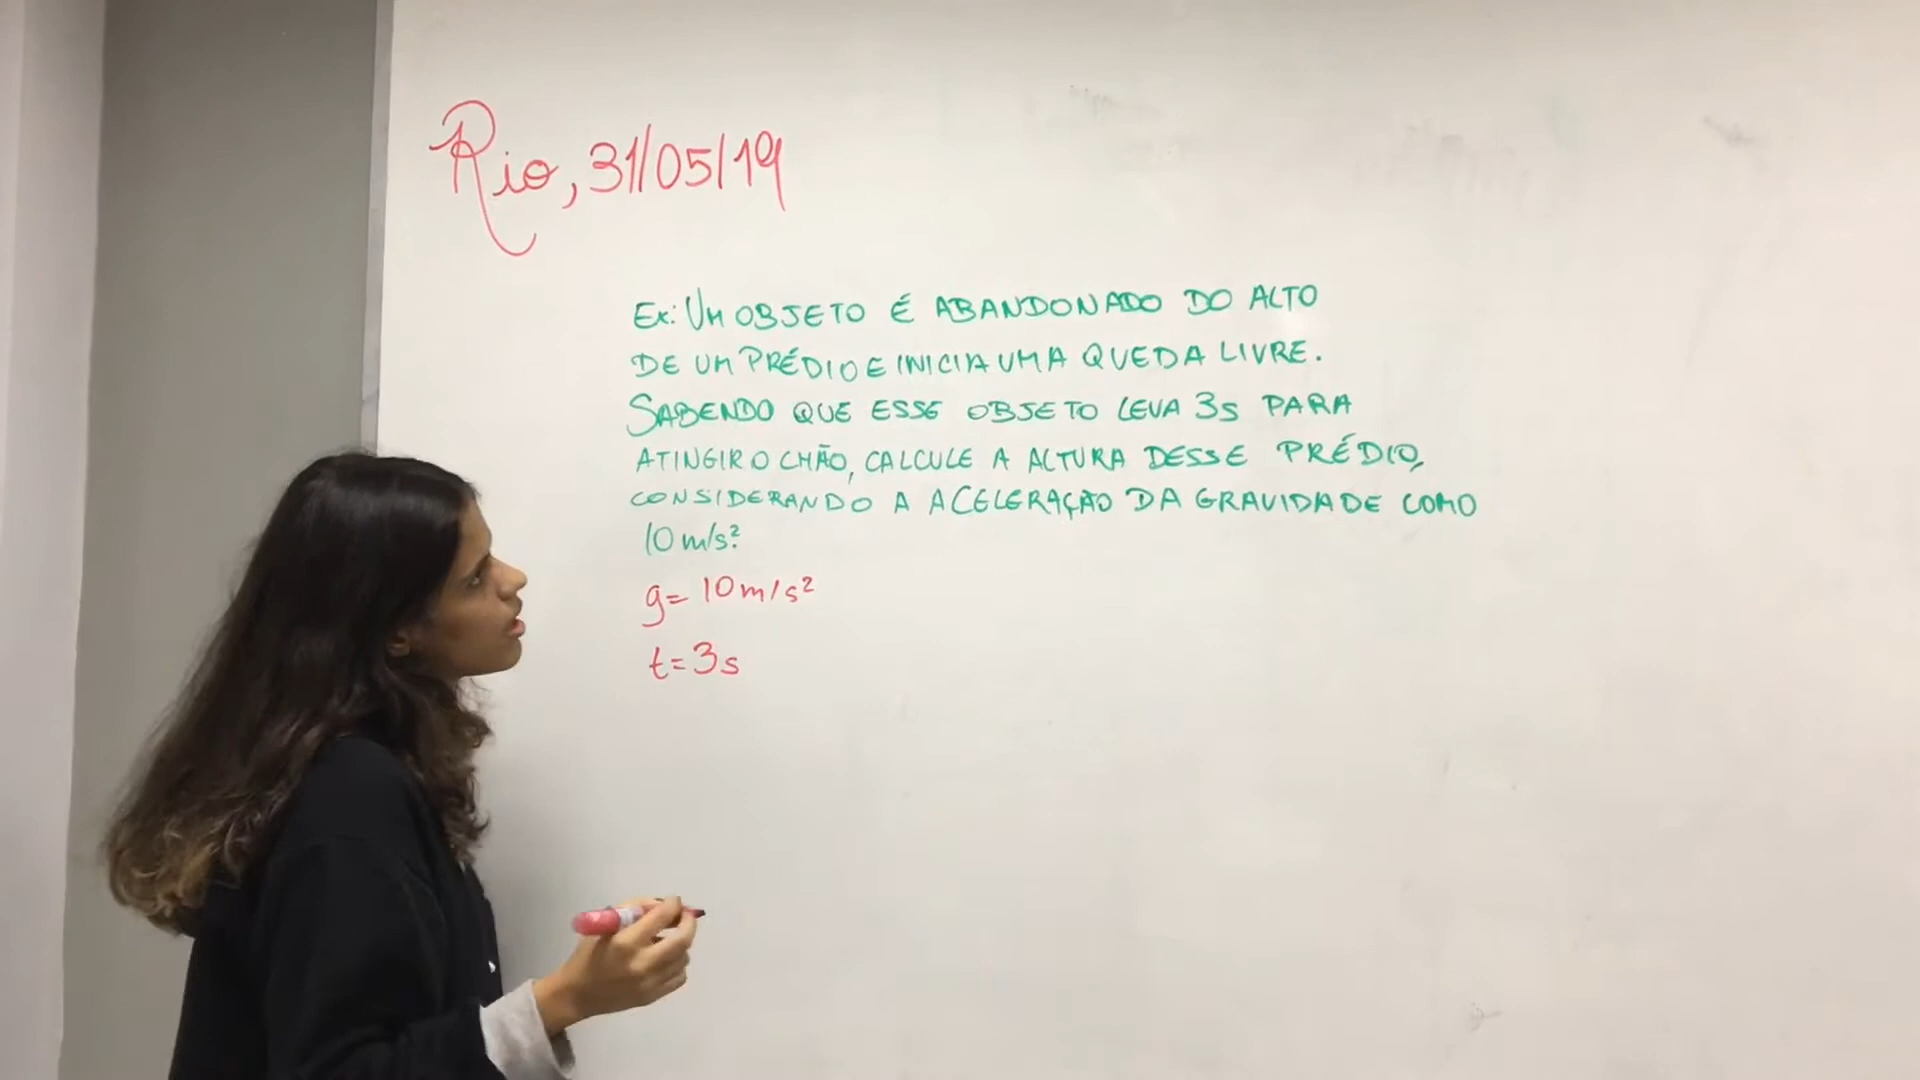 Rio, 31/05/19
Ex: UM OBJETO É ABANDONADO DO ALTO
DE UM PRÉDIO E INICIA UMA QUEDA LIVRE.
SABENDO QUE ESSE OBJETO LEVA 3s PARA
ATINGIR O CHÃO, CALCULE A ALTURA DESSE PRÉDIO,
CONSIDERANDO A ACELERAÇÃO DA GRAVIDADE COMO
10 m/s².
g= 10m/s²
t=3s